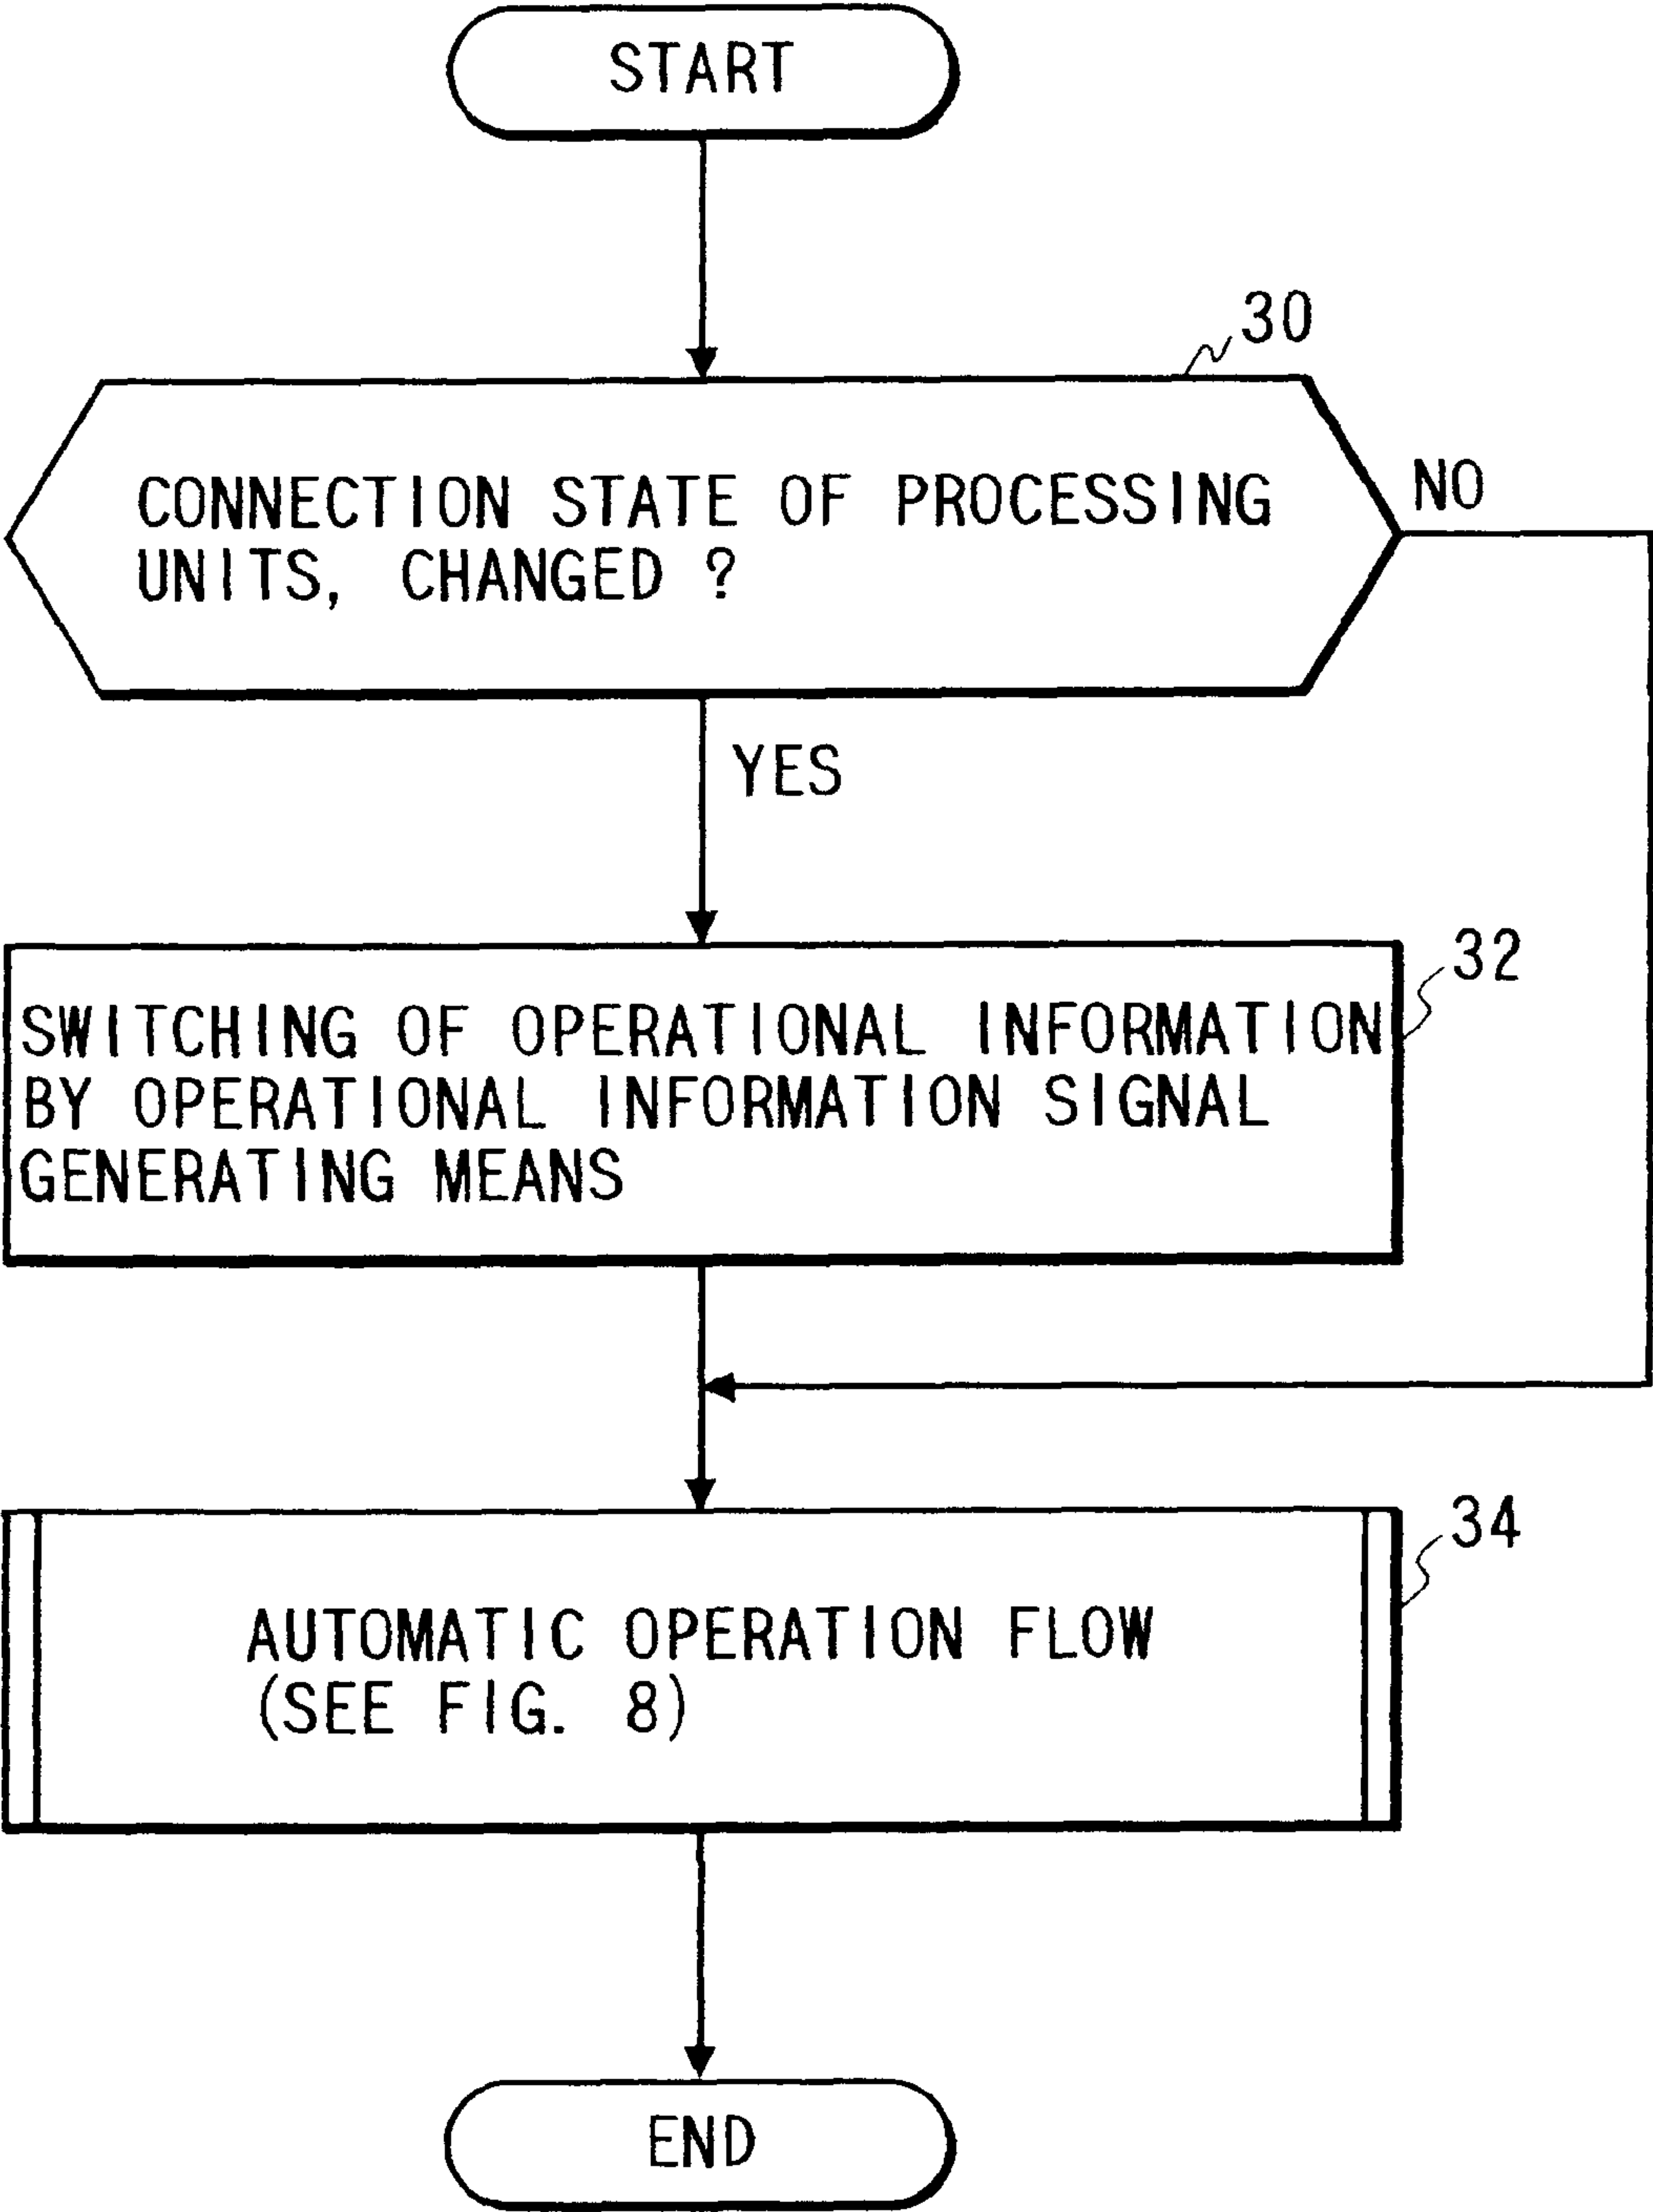 START
30
CONNECTION STATE OF PROCESSING
UNITS, CHANGED ?
NO
YES
32
SWITCHING OF OPERATIONAL INFORMATION
BY OPERATIONAL INFORMATION SIGNAL
GENERATING MEANS
34
AUTOMATIC OPERATION FLOW
(SEE FIG. 8)
END